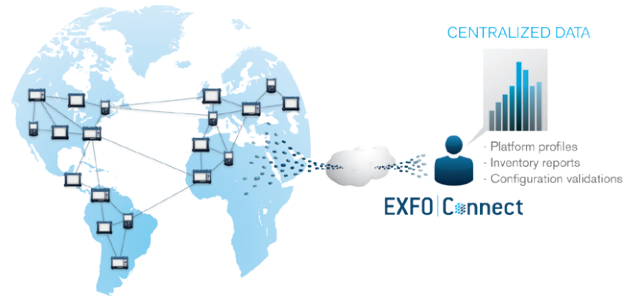 CENTRALIZED DATA
· Platform profiles
· Inventory reports
· Configuration validations
EXFO | Connect